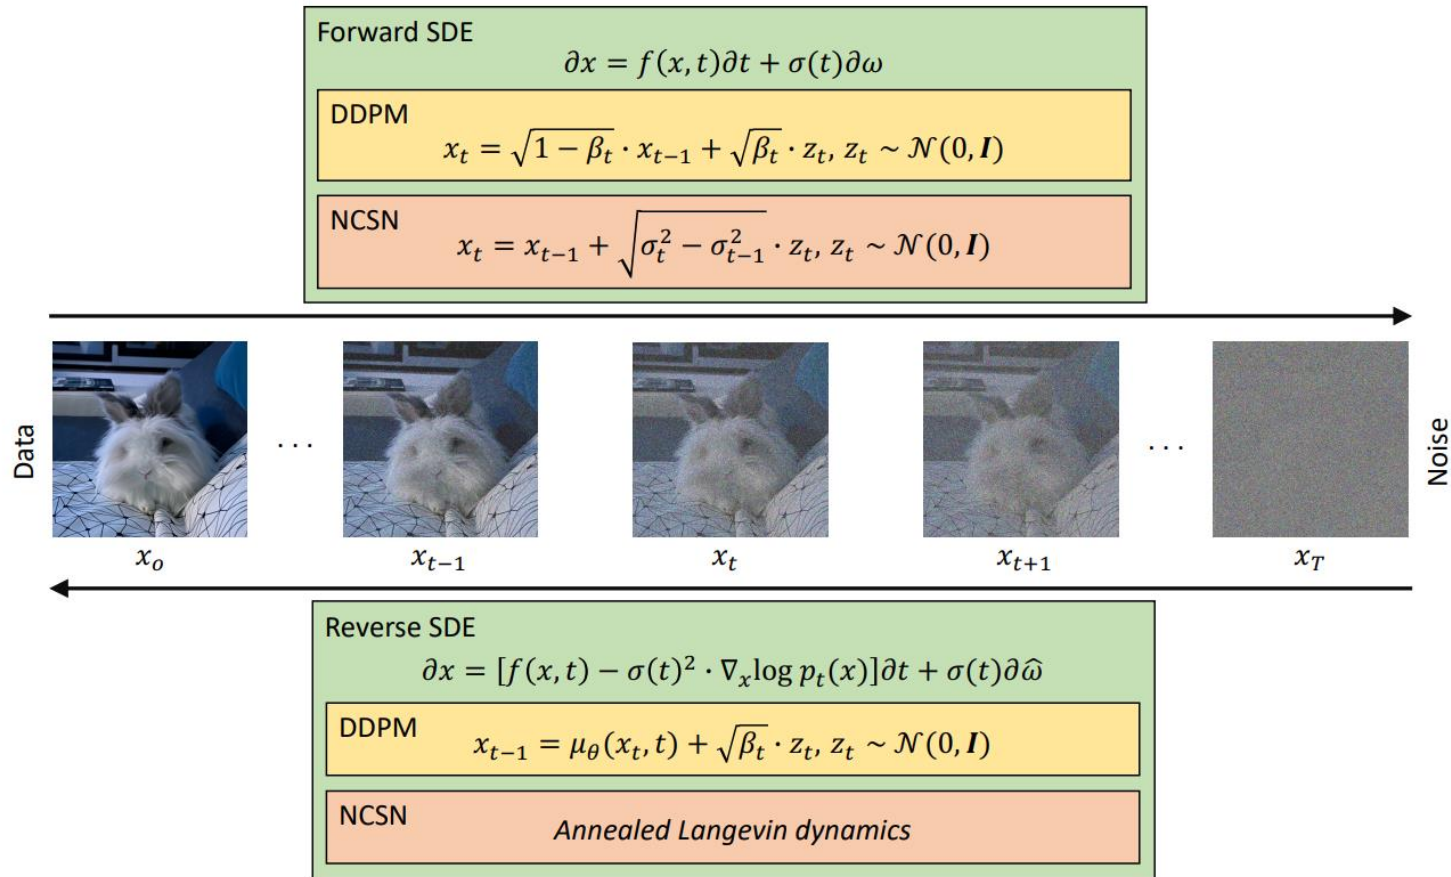 Forward SDE
∂x = f(x, t)∂t + σ(t)∂ω
DDPM
x_t = √(1 − β_t) · x_{t−1} + √(β_t) · z_t, z_t ~ 𝒩(0, 𝑰)
NCSN
x_t = x_{t−1} + √(σ_t^2 − σ_{t−1}^2) · z_t, z_t ~ 𝒩(0, 𝑰)
Data
. . .
. . .
Noise
x_o
x_{t−1}
x_t
x_{t+1}
x_T
Reverse SDE
∂x = [f(x, t) − σ(t)^2 · ∇_x log p_t(x)]∂t + σ(t)∂ω̂
DDPM
x_{t−1} = μ_θ(x_t, t) + √(β_t) · z_t, z_t ~ 𝒩(0, 𝑰)
NCSN
Annealed Langevin dynamics